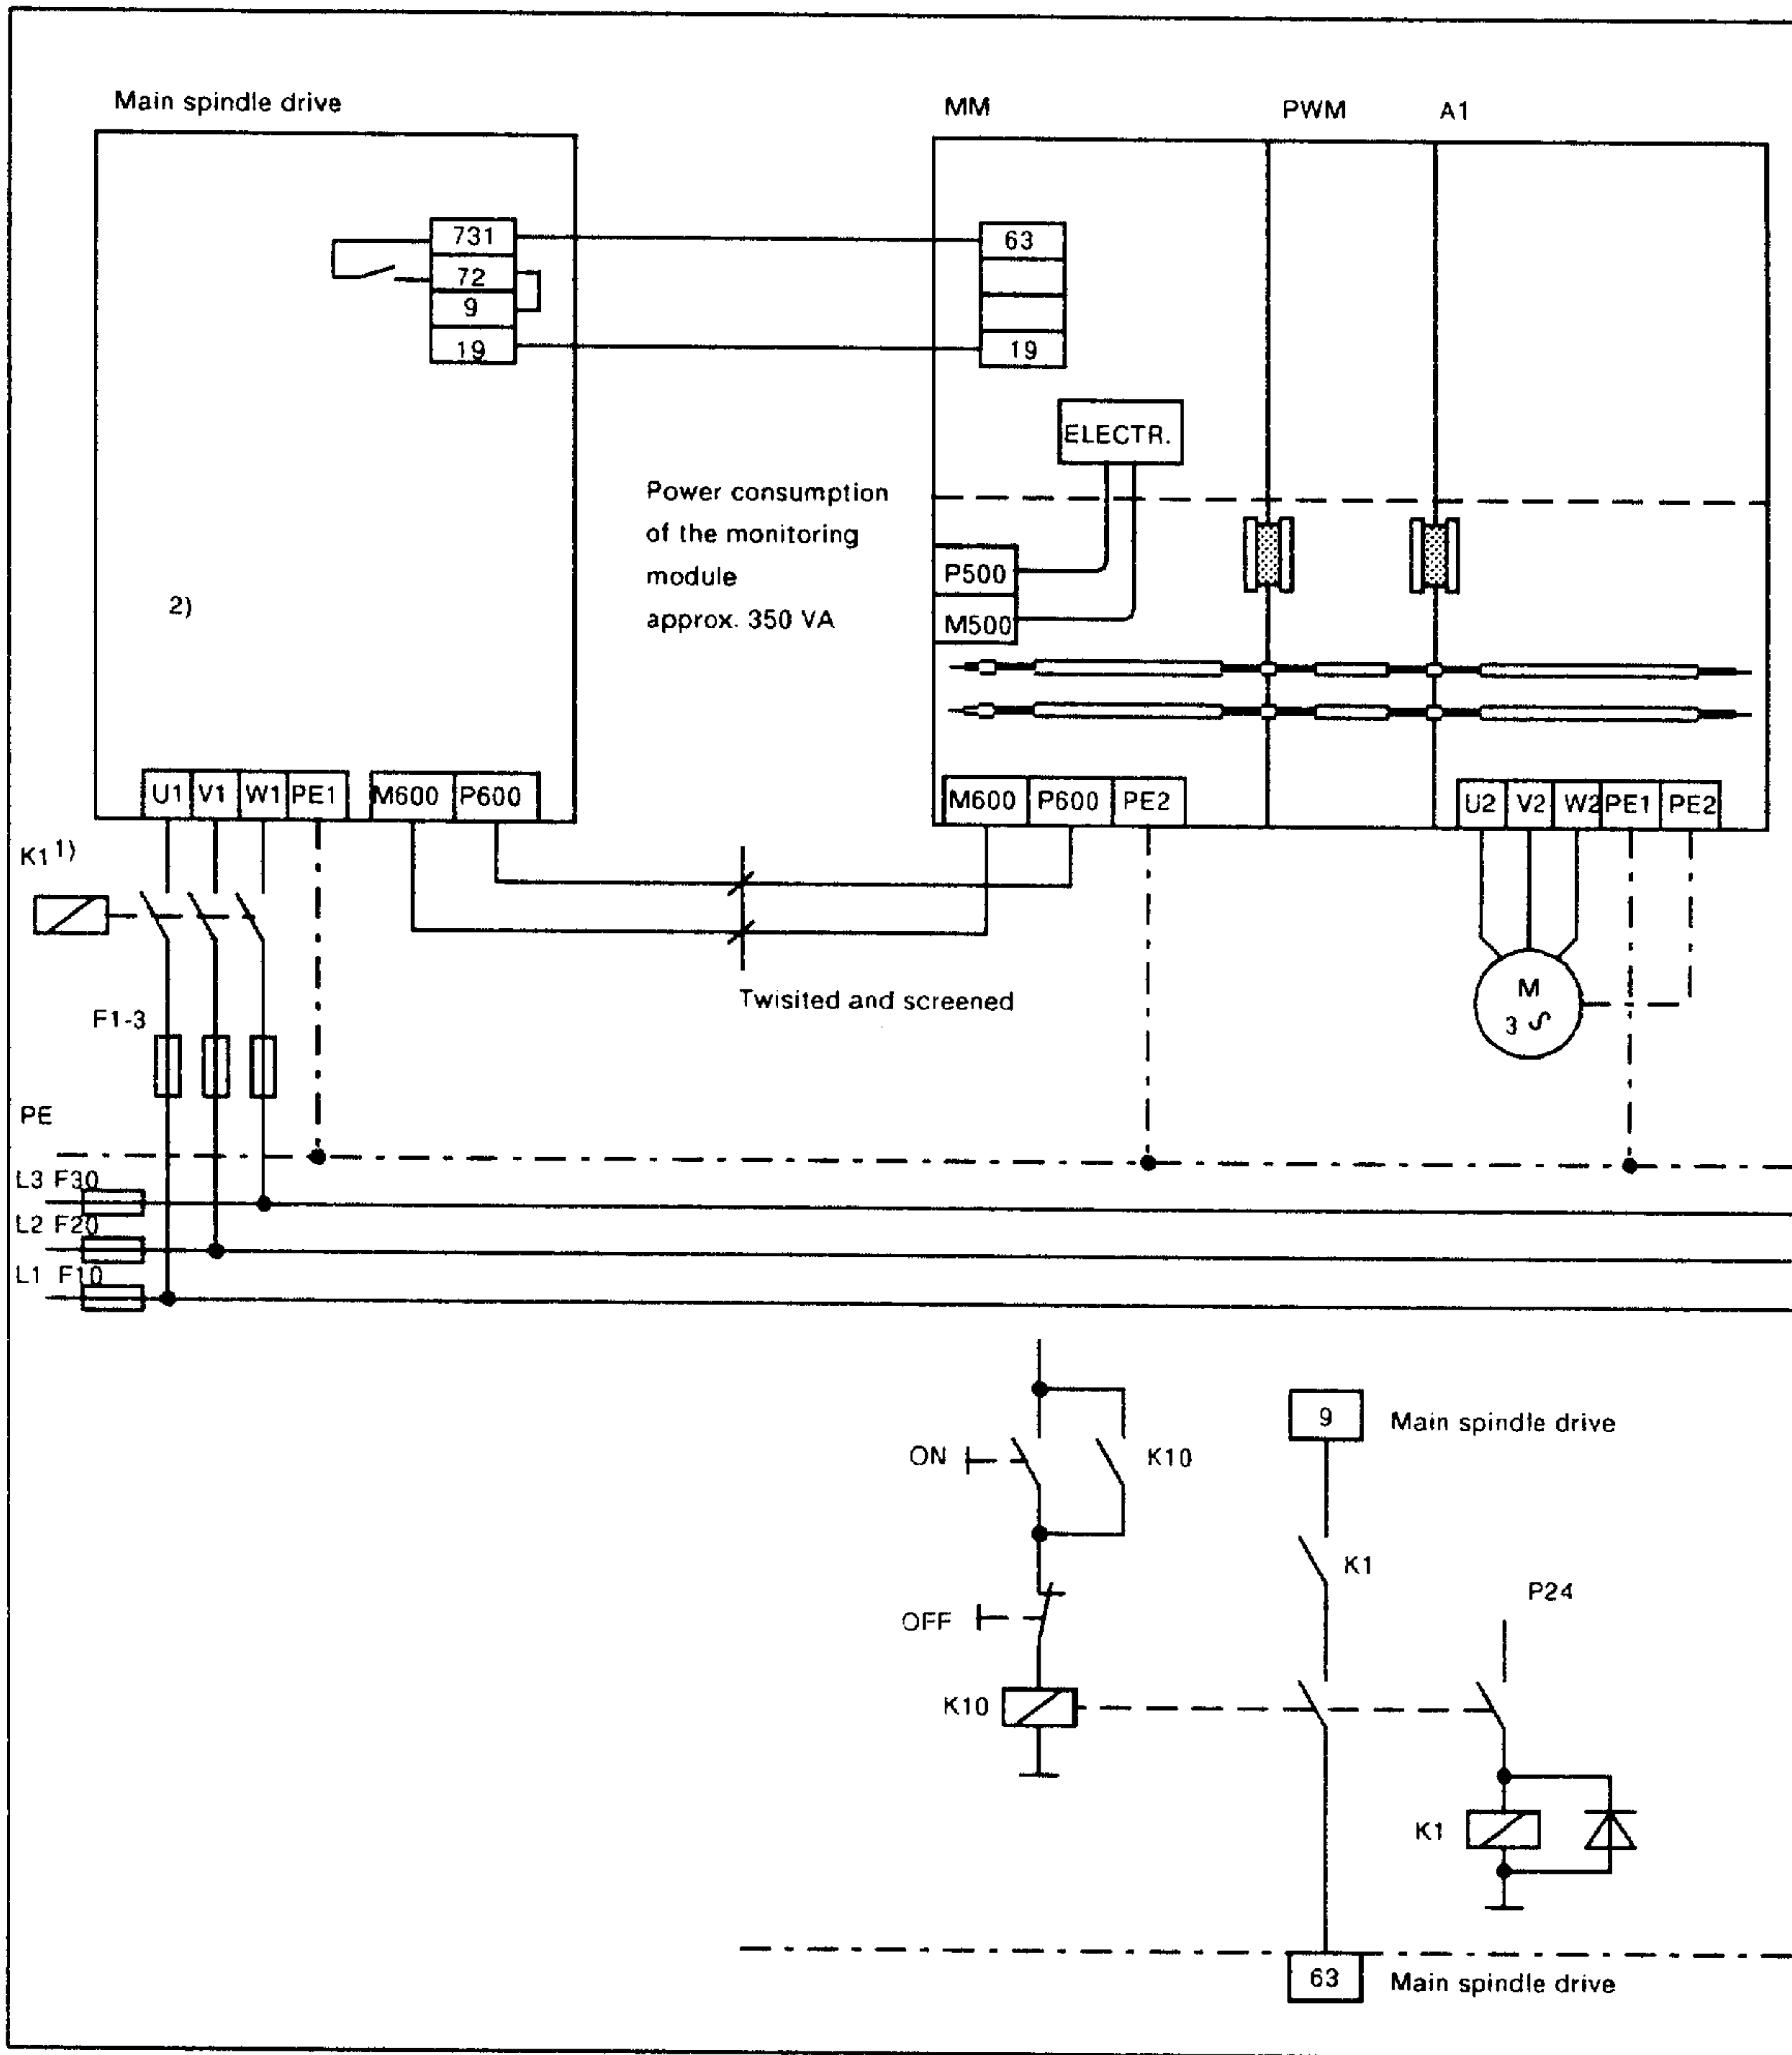 Main spindle drive
MM
PWM
A1
731
72
9
19
63
19
ELECTR.
Power consumption
of the monitoring
module
approx. 350 VA
P500
M500
2)
U1 V1 W1 PE1 M600 P600
M600 P600 PE2
U2 V2 W2 PE1 PE2
K1 1)
Twisited and screened
M
3
F1-3
PE
L3 F30
L2 F20
L1 F10
9 Main spindle drive
ON K10
K1
P24
OFF
K10
K1
63 Main spindle drive